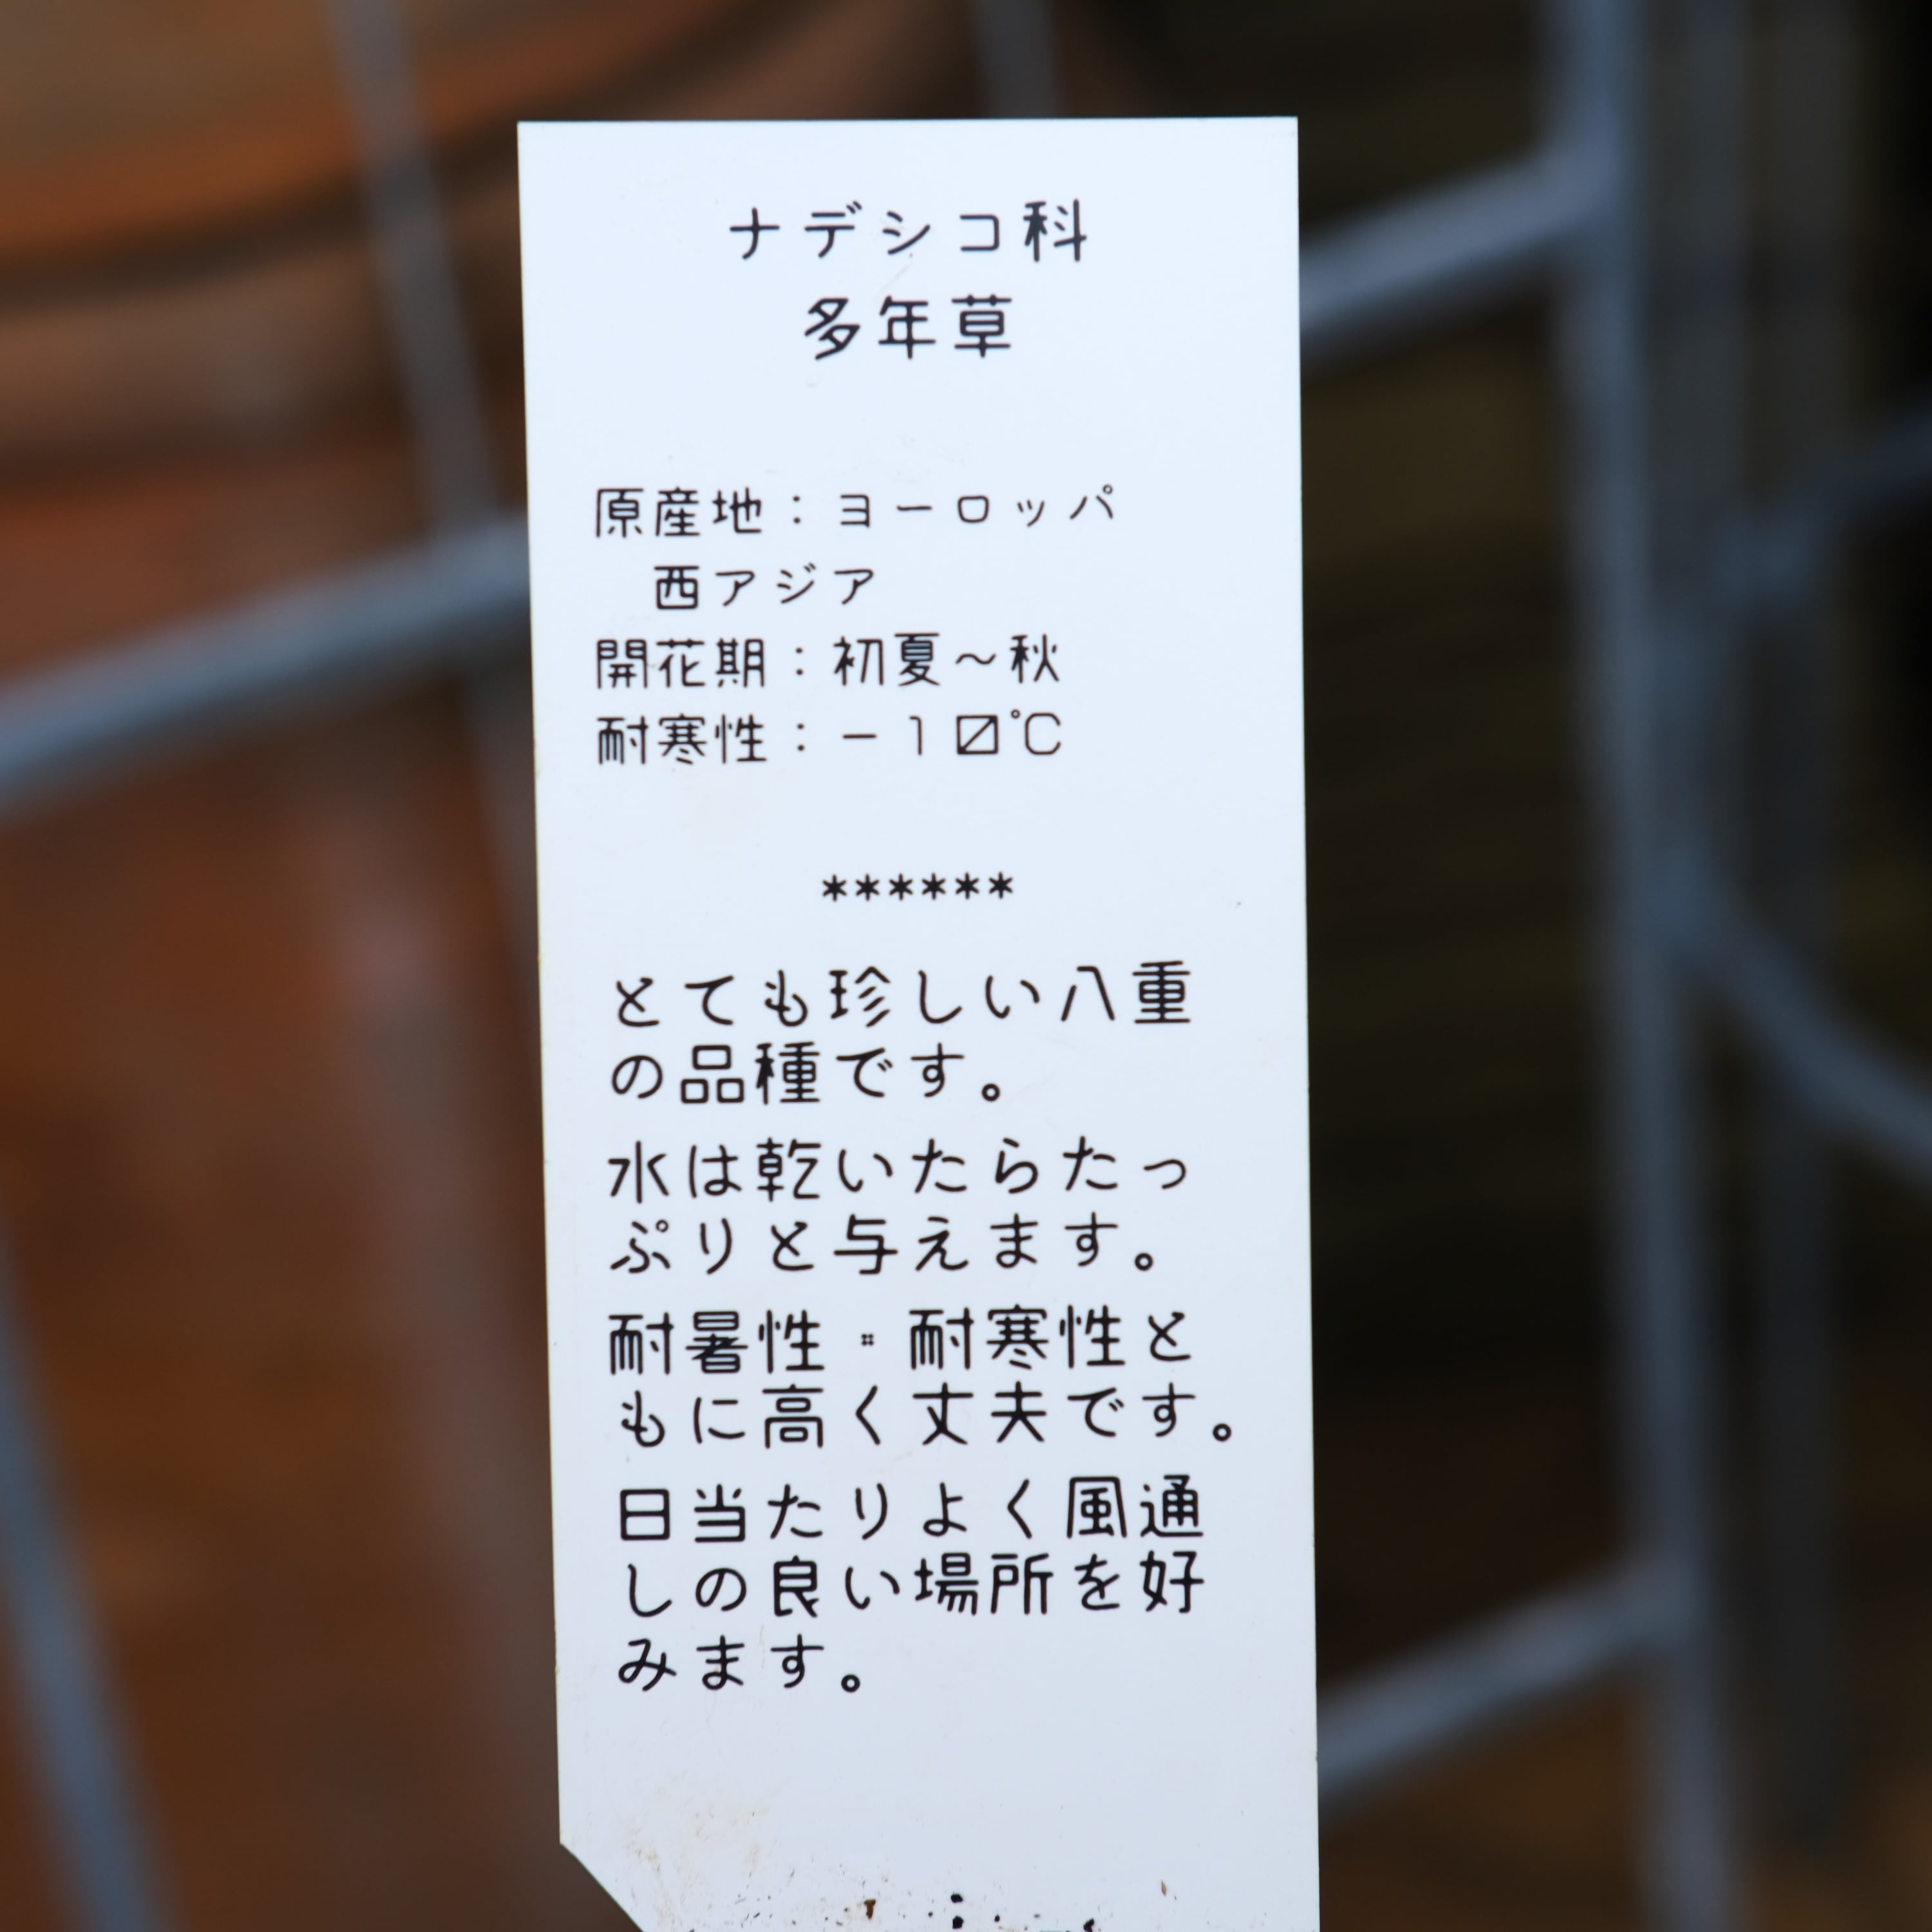 ナデシコ科
多年草
原産地：ヨーロッパ
西アジア
開花期：初夏～秋
耐寒性：－10℃
******
とても珍しい八重
の品種です。
水は乾いたらたっ
ぷりと与えます。
耐暑性・耐寒性と
もに高く丈夫です。
日当たりよく風通
しの良い場所を好
みます。